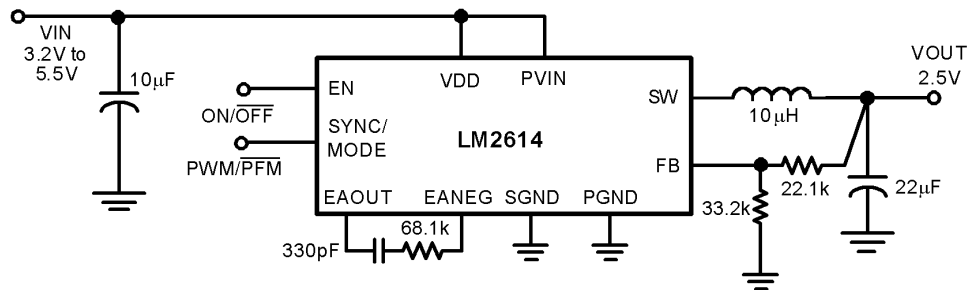 VIN
3.2V to
5.5V
10μF
VDD
PVIN
VOUT
2.5V
EN
ON/OFF
SYNC/
MODE
PWM/PFM
LM2614
SW
10μH
FB
22.1k
22μF
33.2k
EAOUT
EANEG
SGND
PGND
330pF
68.1k